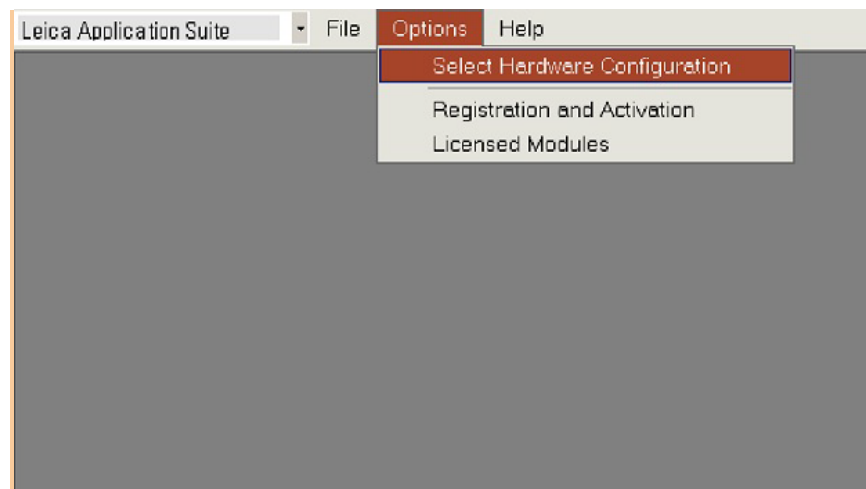 Leica Application Suite File Options Help
Select Hardware Configuration
Registration and Activation
Licensed Modules